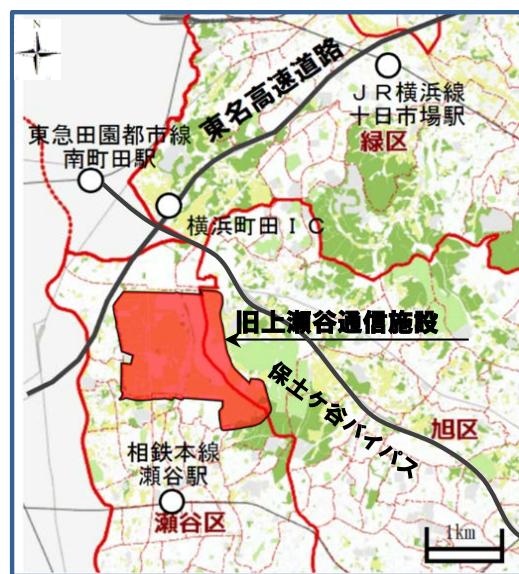 N
東名高速道路
ＪＲ横浜線
十日市場駅
緑区
東急田園都市線
南町田駅
横浜町田ＩＣ
旧上瀬谷通信施設
保土ケ谷バイパス
旭区
相鉄本線
瀬谷駅
瀬谷区
1km